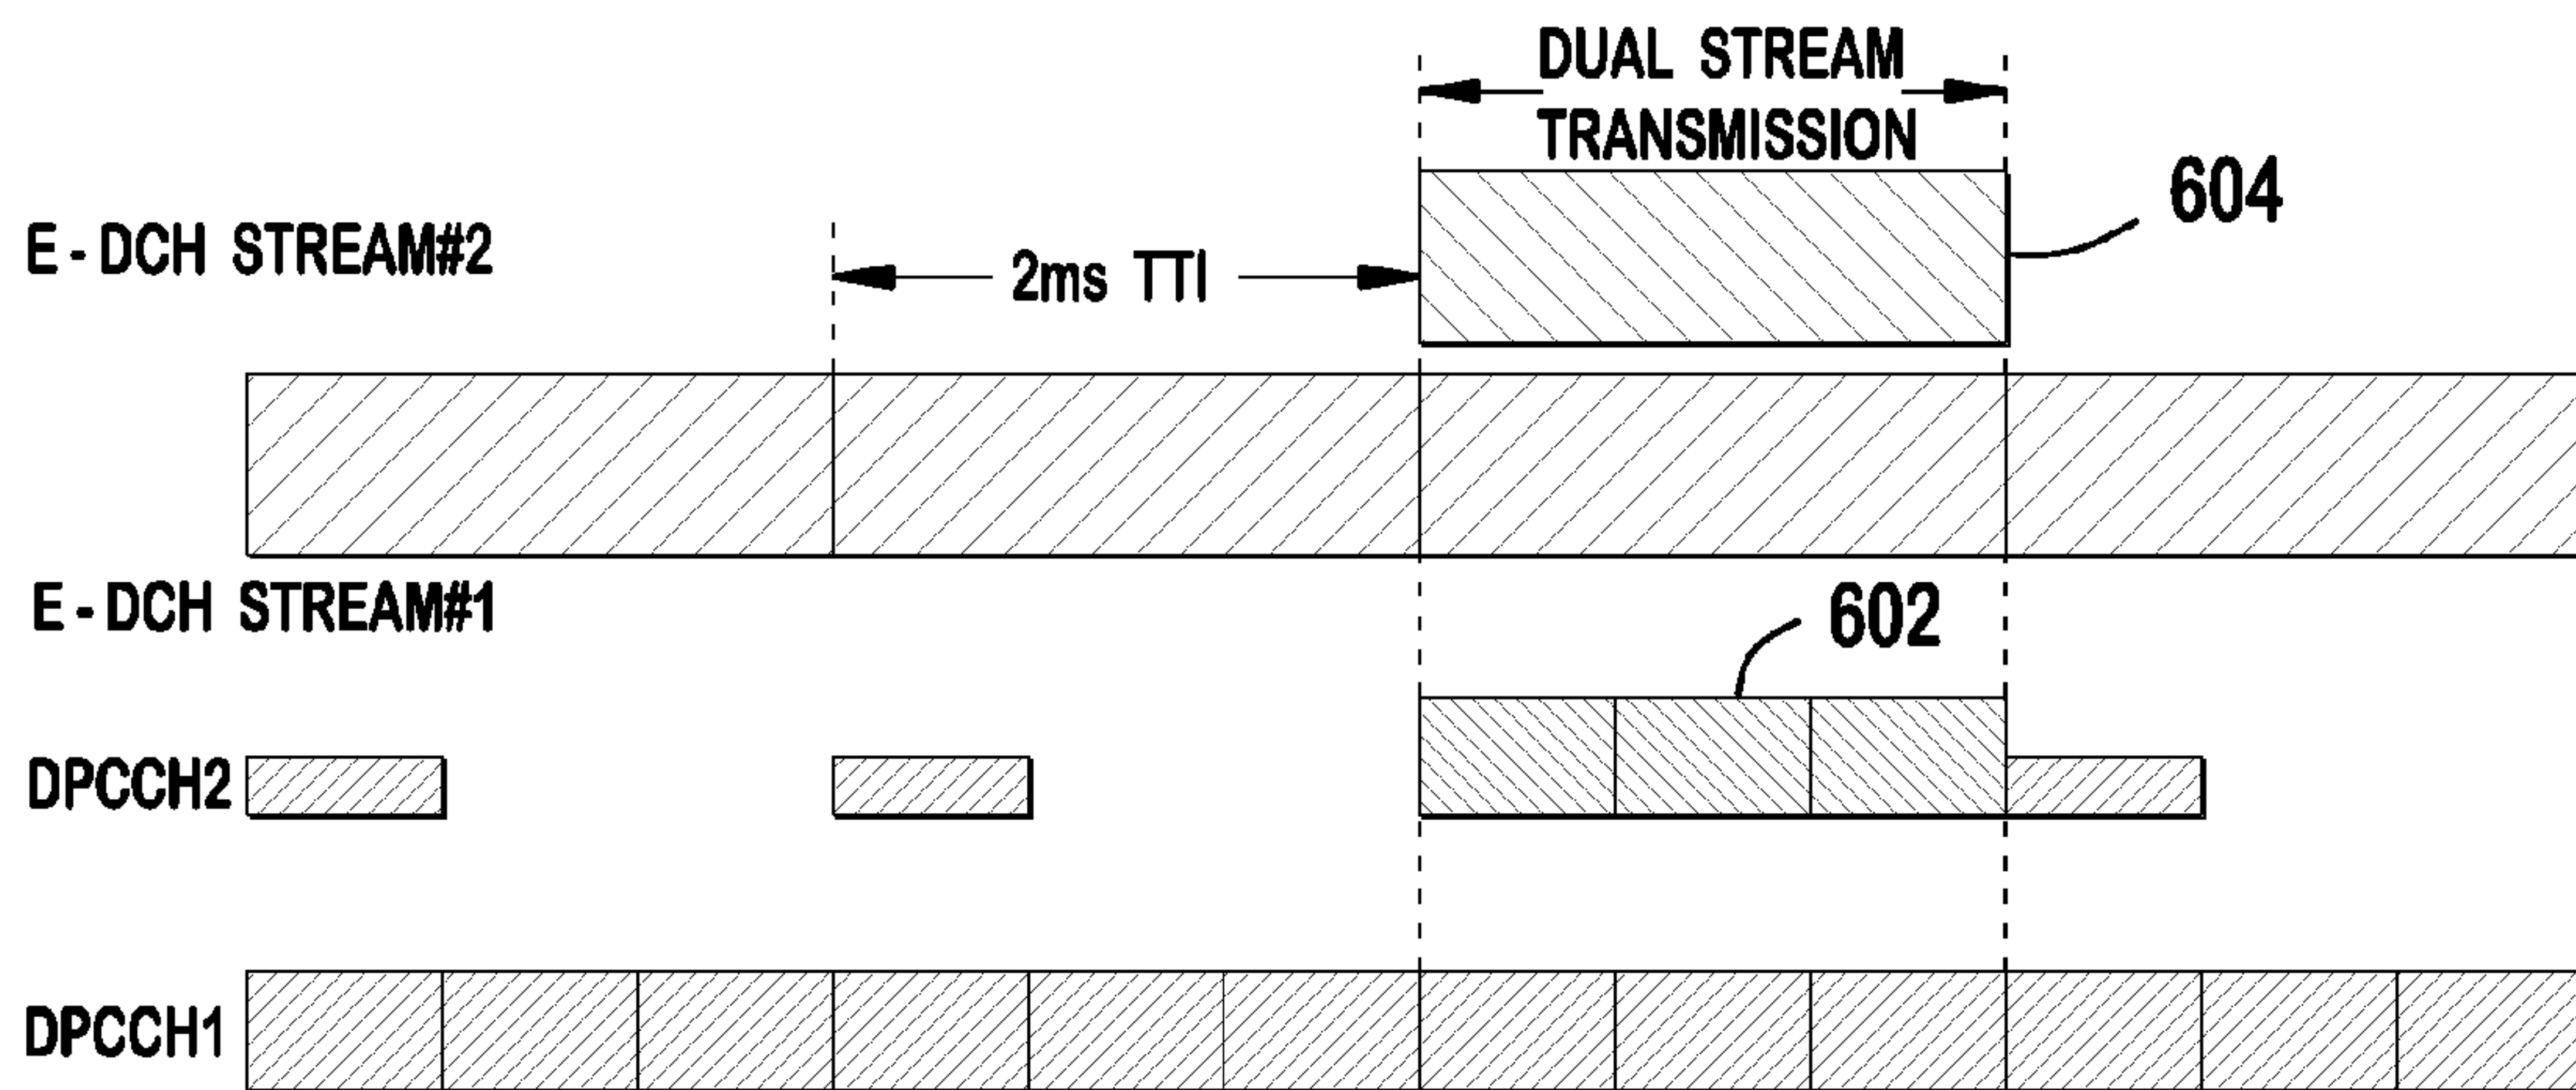 DUAL STREAM
TRANSMISSION
604
E - DCH STREAM#2
2ms TTI
E - DCH STREAM#1
602
DPCCH2
DPCCH1